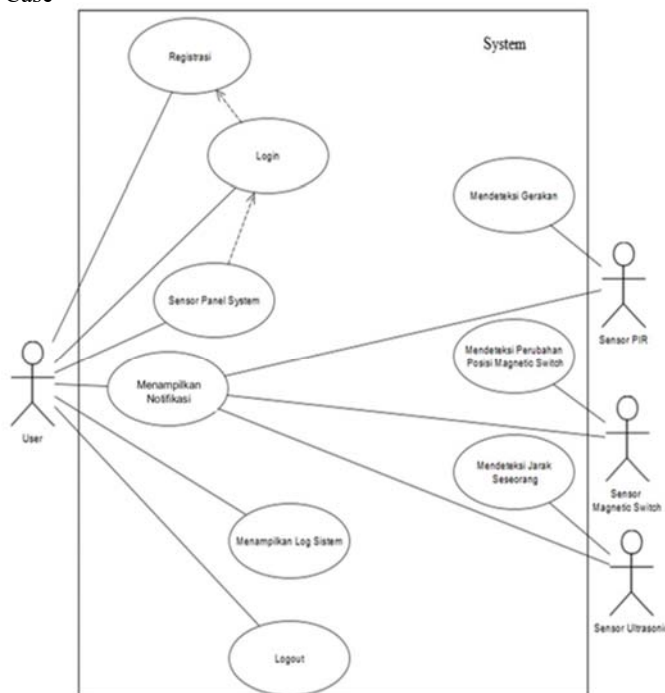 Case
System
Registrasi
Login
Mendeteksi Gerakan
Sensor Panel System
Sensor PIR
Mendeteksi Perubahan
Posisi Magnetic Switch
Menampilkan
Notifikasi
User
Mendeteksi Jarak
Seseorang
Sensor
Magnetic Switch
Menampilkan Log Sistem
Sensor Ultrasonic
Logout